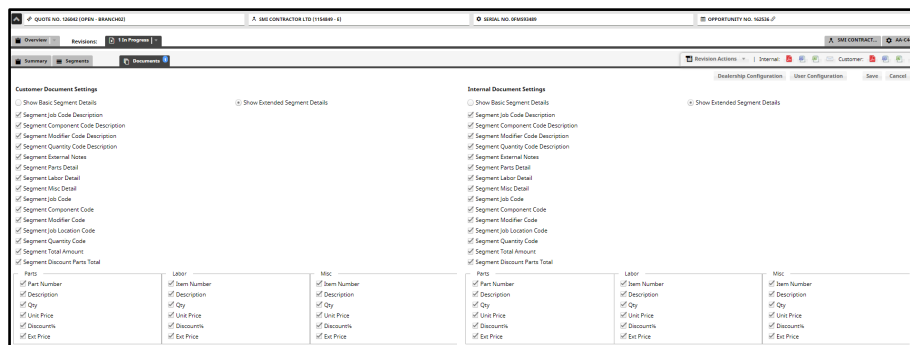 QUOTE NO. 126042 (OPEN - BRANCH02) SMI CONTRACTOR LTD (1154849 - E) SERIAL NO. 0FM593489 OPPORTUNITY NO. 162536
Overview Revisions: 1 In Progress SMI CONTRACT... AA-C4
Summary Segments Documents Revision Actions Internal: Customer:
Dealership Configuration User Configuration Save Cancel
Customer Document Settings Internal Document Settings
Show Basic Segment Details Show Extended Segment Details Show Basic Segment Details Show Extended Segment Details
Segment Job Code Description Segment Job Code Description
Segment Component Code Description Segment Component Code Description
Segment Modifier Code Description Segment Modifier Code Description
Segment Quantity Code Description Segment Quantity Code Description
Segment External Notes Segment External Notes
Segment Parts Detail Segment Parts Detail
Segment Labor Detail Segment Labor Detail
Segment Misc Detail Segment Misc Detail
Segment Job Code Segment Job Code
Segment Component Code Segment Component Code
Segment Modifier Code Segment Modifier Code
Segment Job Location Code Segment Job Location Code
Segment Quantity Code Segment Quantity Code
Segment Total Amount Segment Total Amount
Segment Discount Parts Total Segment Discount Parts Total
Parts Labor Misc Parts Labor Misc
Part Number Item Number Item Number Part Number Item Number Item Number
Description Description Description Description Description Description
Qty Qty Qty Qty Qty Qty
Unit Price Unit Price Unit Price Unit Price Unit Price Unit Price
Discount% Discount% Discount% Discount% Discount% Discount%
Ext Price Ext Price Ext Price Ext Price Ext Price Ext Price